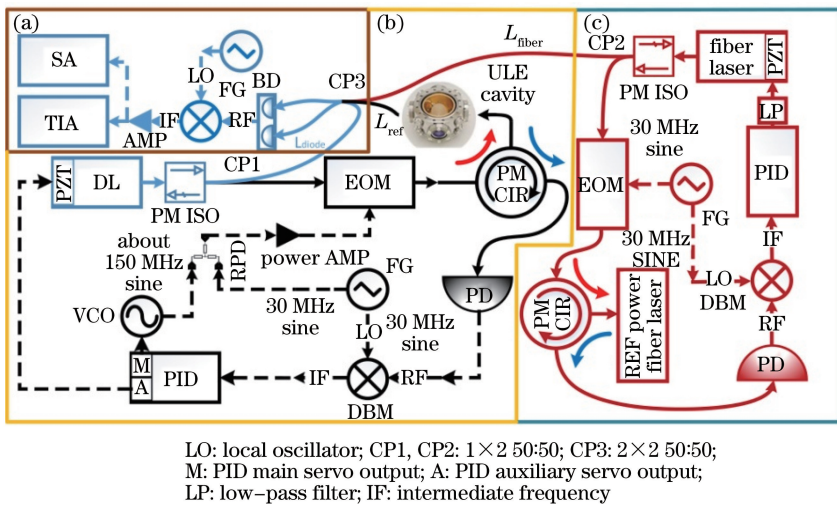 (a)
SA
TIA
AMP
IF
LO
FG
RF
BD
CP3
L_diode
(b)
L_fiber
L_ref
ULE
cavity
PZT
DL
PM ISO
CP1
EOM
PM
CIR
about
150 MHz
sine
RPD
power AMP
FG
30 MHz
sine
LO
30 MHz
sine
PD
VCO
M
A
PID
IF
DBM
RF
(c)
CP2
PM ISO
fiber
laser
PZT
LP
30 MHz
sine
PID
EOM
FG
IF
30 MHz
SINE
LO
DBM
RF
PM
CIR
REF power
fiber laser
PD
LO: local oscillator; CP1, CP2: 1×2 50:50; CP3: 2×2 50:50;
M: PID main servo output; A: PID auxiliary servo output;
LP: low-pass filter; IF: intermediate frequency